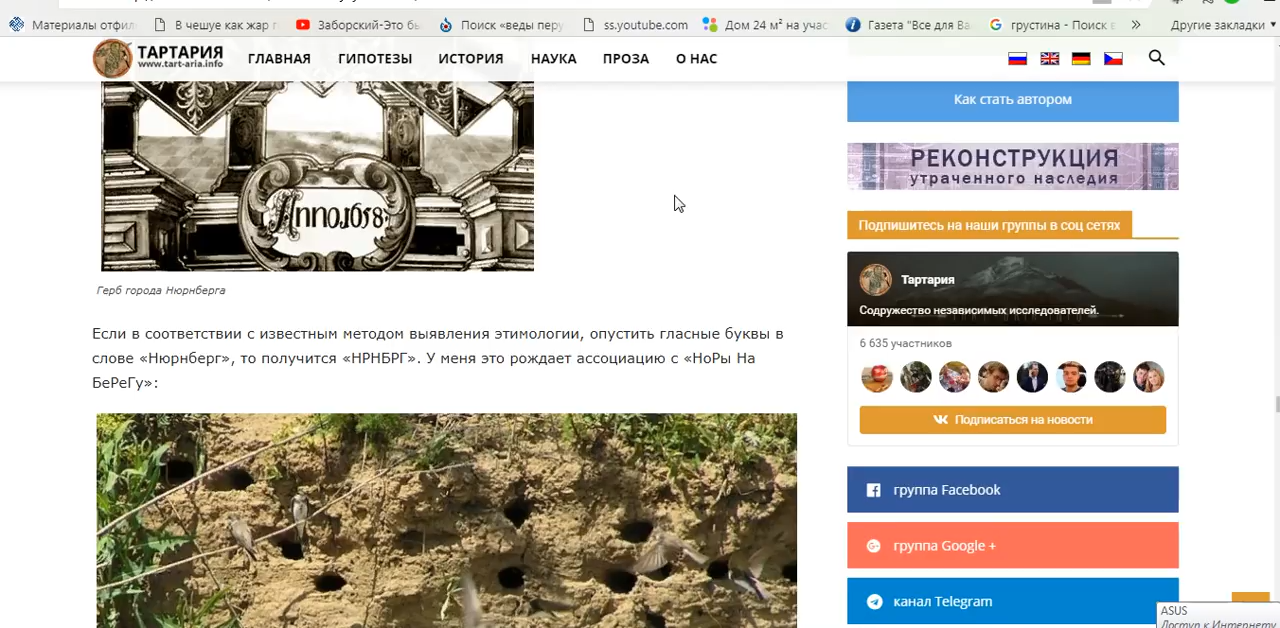 Материалы отфил
В чешуе как жар г
Заборский-Это бы
Поиск «веды перу
ss.youtube.com
Дом 24 м² на учас
Газета "Все для Ва
грустина - Поиск в
»
Другие закладки
ТАРТАРИЯ
www.tart-aria.info
ГЛАВНАЯ
ГИПОТЕЗЫ
ИСТОРИЯ
НАУКА
ПРОЗА
О НАС
Как стать автором
РЕКОНСТРУКЦИЯ
утраченного наследия
Anno1658
Подпишитесь на наши группы в соц сетях
Тартария
Содружество независимых исследователей.
6 635 участников
Подписаться на новости
Герб города Нюрнберга
Если в соответствии с известным методом выявления этимологии, опустить гласные буквы в
слове «Нюрнберг», то получится «НРНБРГ». У меня это рождает ассоциацию с «НоРы На
БеРеГу»:
группа Facebook
группа Google +
канал Telegram
ASUS
Доступ к Интернету